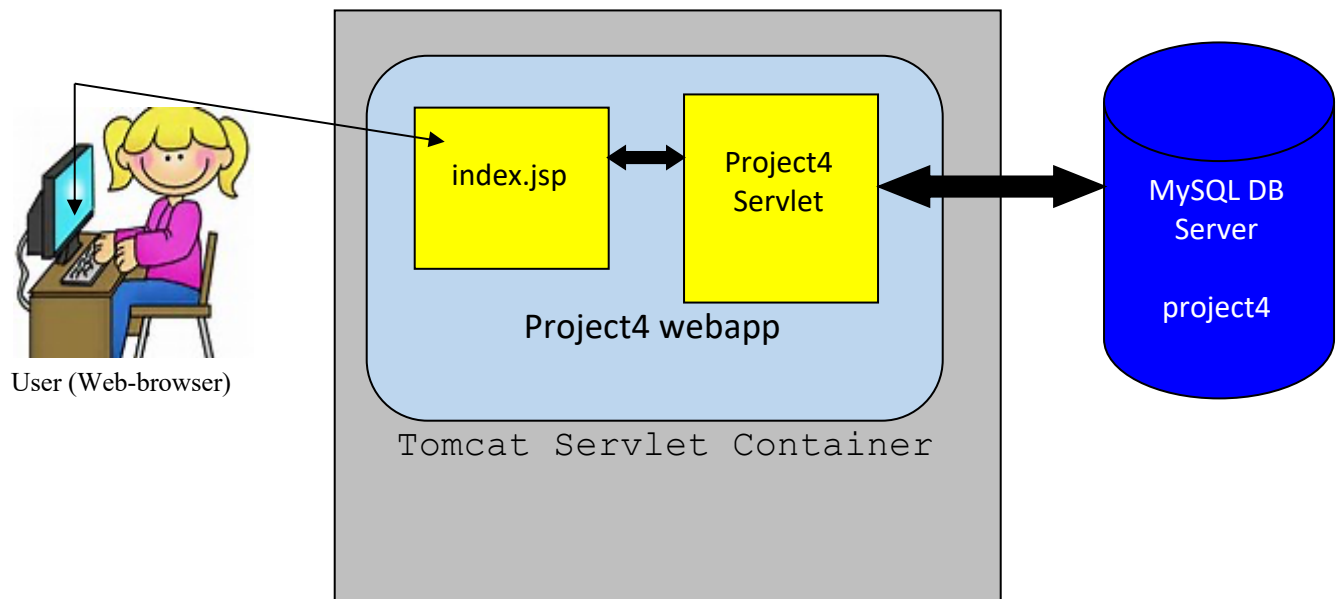 index.jsp
Project4
Servlet
Project4 webapp
Tomcat Servlet Container
User (Web-browser)
MySQL DB
Server
project4